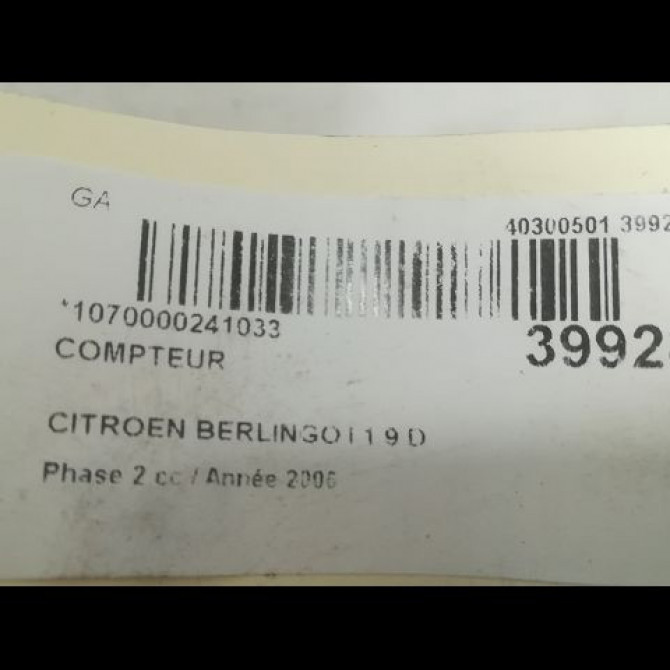 GA
40300501 3992
*1070000241033
3992
COMPTEUR
CITROEN BERLINGO I 1 9 D
Phase 2 cc / Année 2006